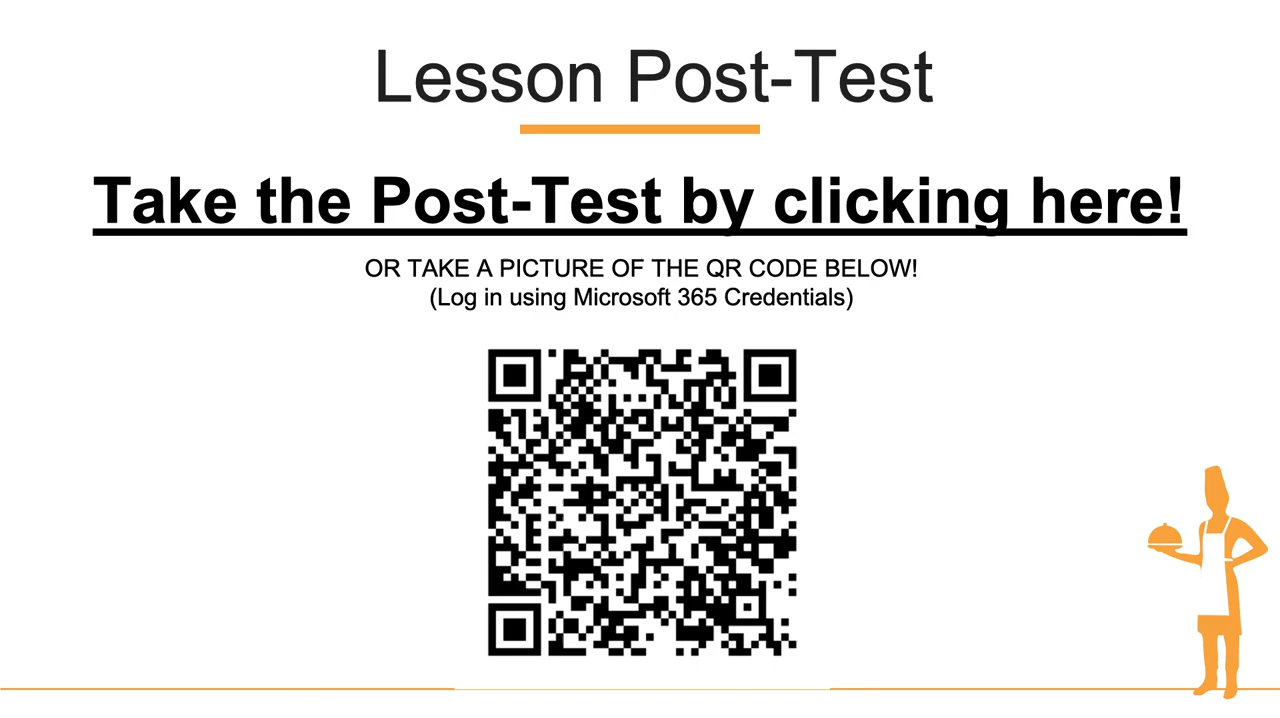 Lesson Post-Test
Take the Post-Test by clicking here!
OR TAKE A PICTURE OF THE QR CODE BELOW!
(Log in using Microsoft 365 Credentials)